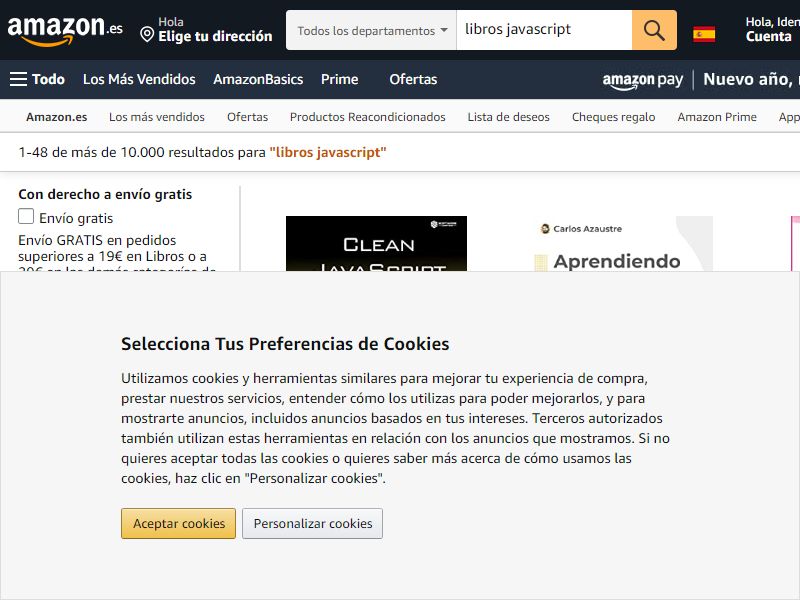 amazon.es
Hola
Elige tu dirección
Todos los departamentos
libros javascript
Hola, Iden
Cuenta
Todo
Los Más Vendidos
AmazonBasics
Prime
Ofertas
amazon pay
Nuevo año,
Amazon.es
Los más vendidos
Ofertas
Productos Reacondicionados
Lista de deseos
Cheques regalo
Amazon Prime
App
1-48 de más de 10.000 resultados para "libros javascript"
Con derecho a envío gratis
Envío gratis
Envío GRATIS en pedidos
superiores a 19€ en Libros o a
29€ en las demás categorías de
CLEAN
JAVASCRIPT
Carlos Azaustre
Aprendiendo
Selecciona Tus Preferencias de Cookies
Utilizamos cookies y herramientas similares para mejorar tu experiencia de compra,
prestar nuestros servicios, entender cómo los utilizas para poder mejorarlos, y para
mostrarte anuncios, incluidos anuncios basados en tus intereses. Terceros autorizados
también utilizan estas herramientas en relación con los anuncios que mostramos. Si no
quieres aceptar todas las cookies o quieres saber más acerca de cómo usamos las
cookies, haz clic en "Personalizar cookies".
Aceptar cookies
Personalizar cookies